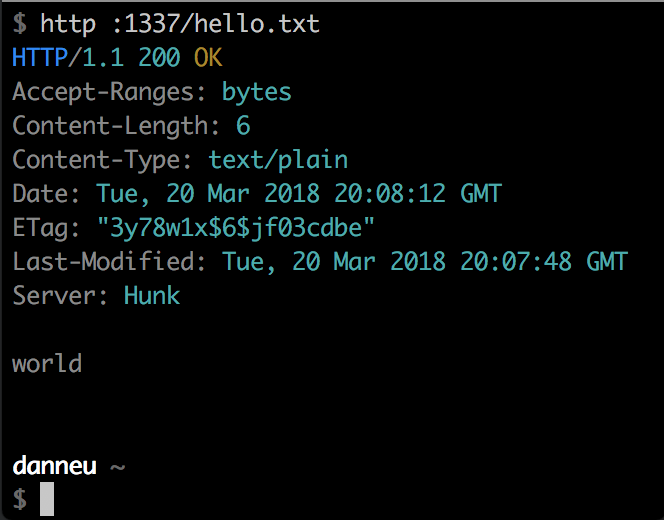 $ http :1337/hello.txt
HTTP/1.1 200 OK
Accept-Ranges: bytes
Content-Length: 6
Content-Type: text/plain
Date: Tue, 20 Mar 2018 20:08:12 GMT
ETag: "3y78w1x$6$jf03cdbe"
Last-Modified: Tue, 20 Mar 2018 20:07:48 GMT
Server: Hunk
world
danneu ~
$